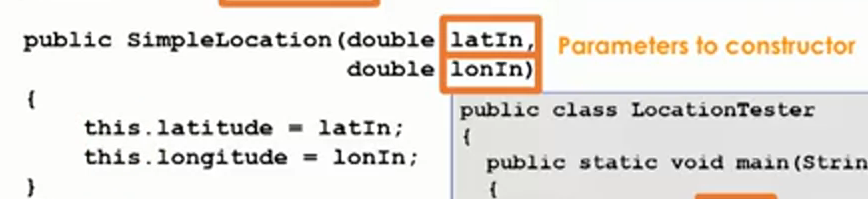 public SimpleLocation(double latIn,
double lonIn)
Parameters to constructor
{
this.latitude = latIn;
this.longitude = lonIn;
}
public class LocationTester
{
public static void main(Strin
{